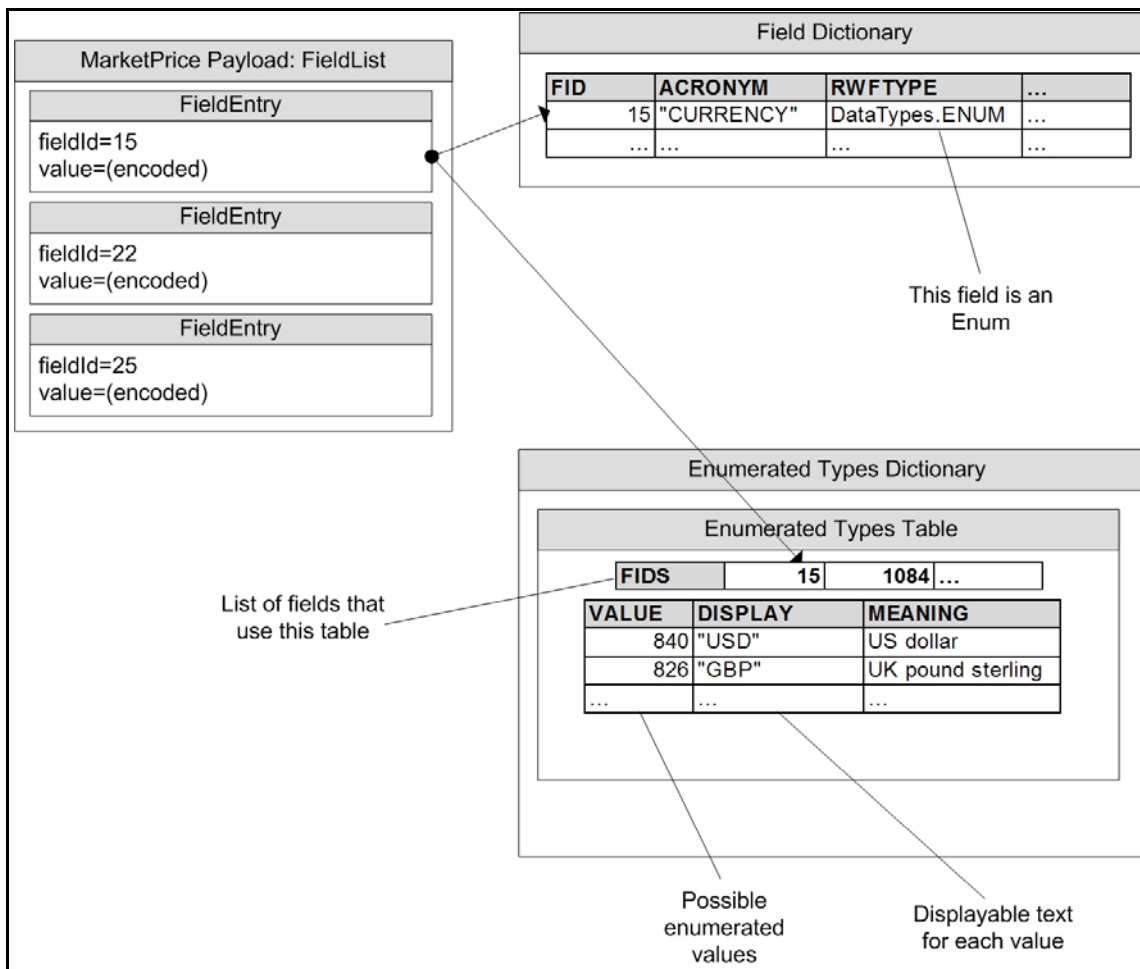 MarketPrice Payload: FieldList
FieldEntry
fieldId=15
value=(encoded)
FieldEntry
fieldId=22
value=(encoded)
FieldEntry
fieldId=25
value=(encoded)
Field Dictionary
FID ACRONYM RWFTYPE ...
15 "CURRENCY" DataTypes.ENUM ...
... ... ... ...
This field is an
Enum
Enumerated Types Dictionary
Enumerated Types Table
FIDS 15 1084 ...
List of fields that
use this table
VALUE DISPLAY MEANING
840 "USD" US dollar
826 "GBP" UK pound sterling
... ... ...
Possible
enumerated
values
Displayable text
for each value